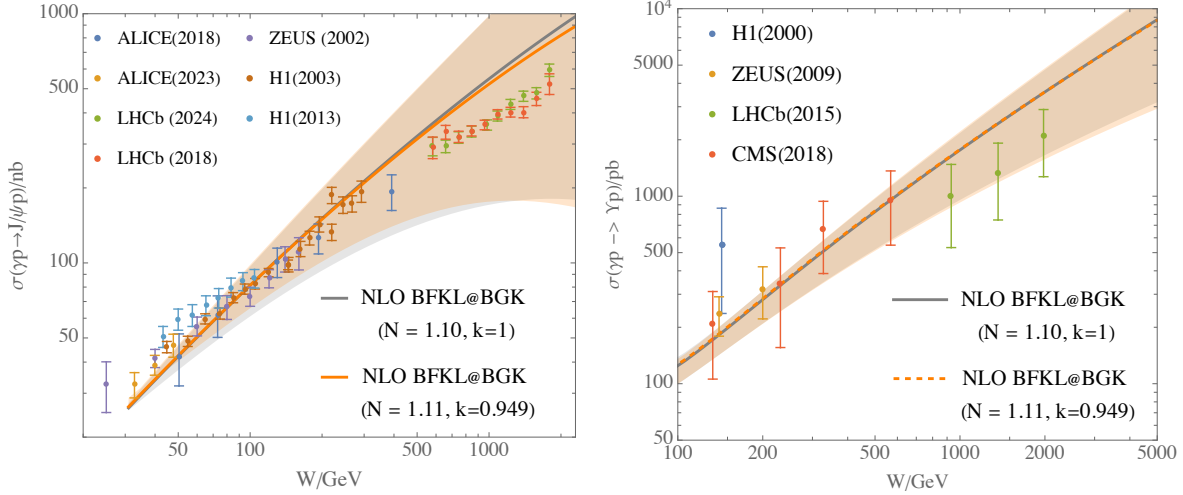 1000
500
100
50
σ(γp→J/ψp)/nb
ALICE(2018)
ALICE(2023)
LHCb (2024)
LHCb (2018)
ZEUS (2002)
H1(2003)
H1(2013)
NLO BFKL@BGK
(N = 1.10, k=1)
NLO BFKL@BGK
(N = 1.11, k=0.949)
50 100 500 1000
W/GeV
10⁴
5000
1000
500
100
50
σ(γp −> Υp)/pb
H1(2000)
ZEUS(2009)
LHCb(2015)
CMS(2018)
NLO BFKL@BGK
(N = 1.10, k=1)
NLO BFKL@BGK
(N = 1.11, k=0.949)
100 200 500 1000 2000 5000
W/GeV